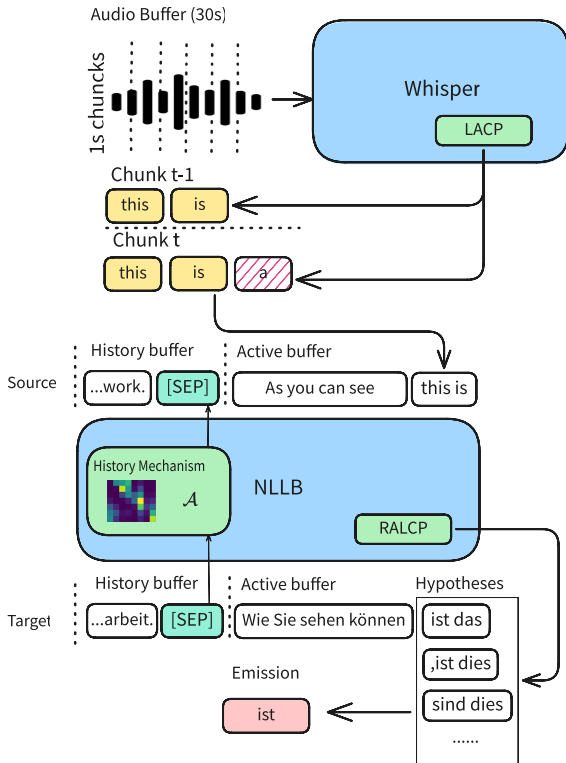 Audio Buffer (30s)
1s chuncks
Whisper
LACP
Chunk t-1
this is
Chunk t
this is a
History buffer Active buffer
Source ...work. [SEP] As you can see this is
History Mechanism
𝒜
NLLB
RALCP
History buffer Active buffer Hypotheses
Target ...arbeit. [SEP] Wie Sie sehen können ist das
,ist dies
Emission
sind dies
ist
......